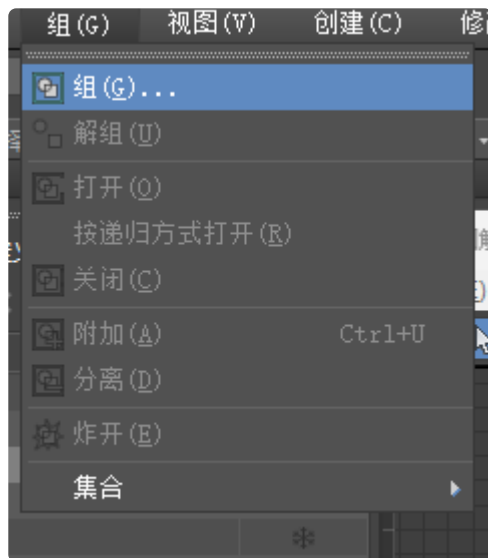 组(G) 视图(V) 创建(C) 修
组(G)...
解组(U)
打开(O)
按递归方式打开(R)
关闭(C)
附加(A) Ctrl+U
分离(D)
炸开(E)
集合